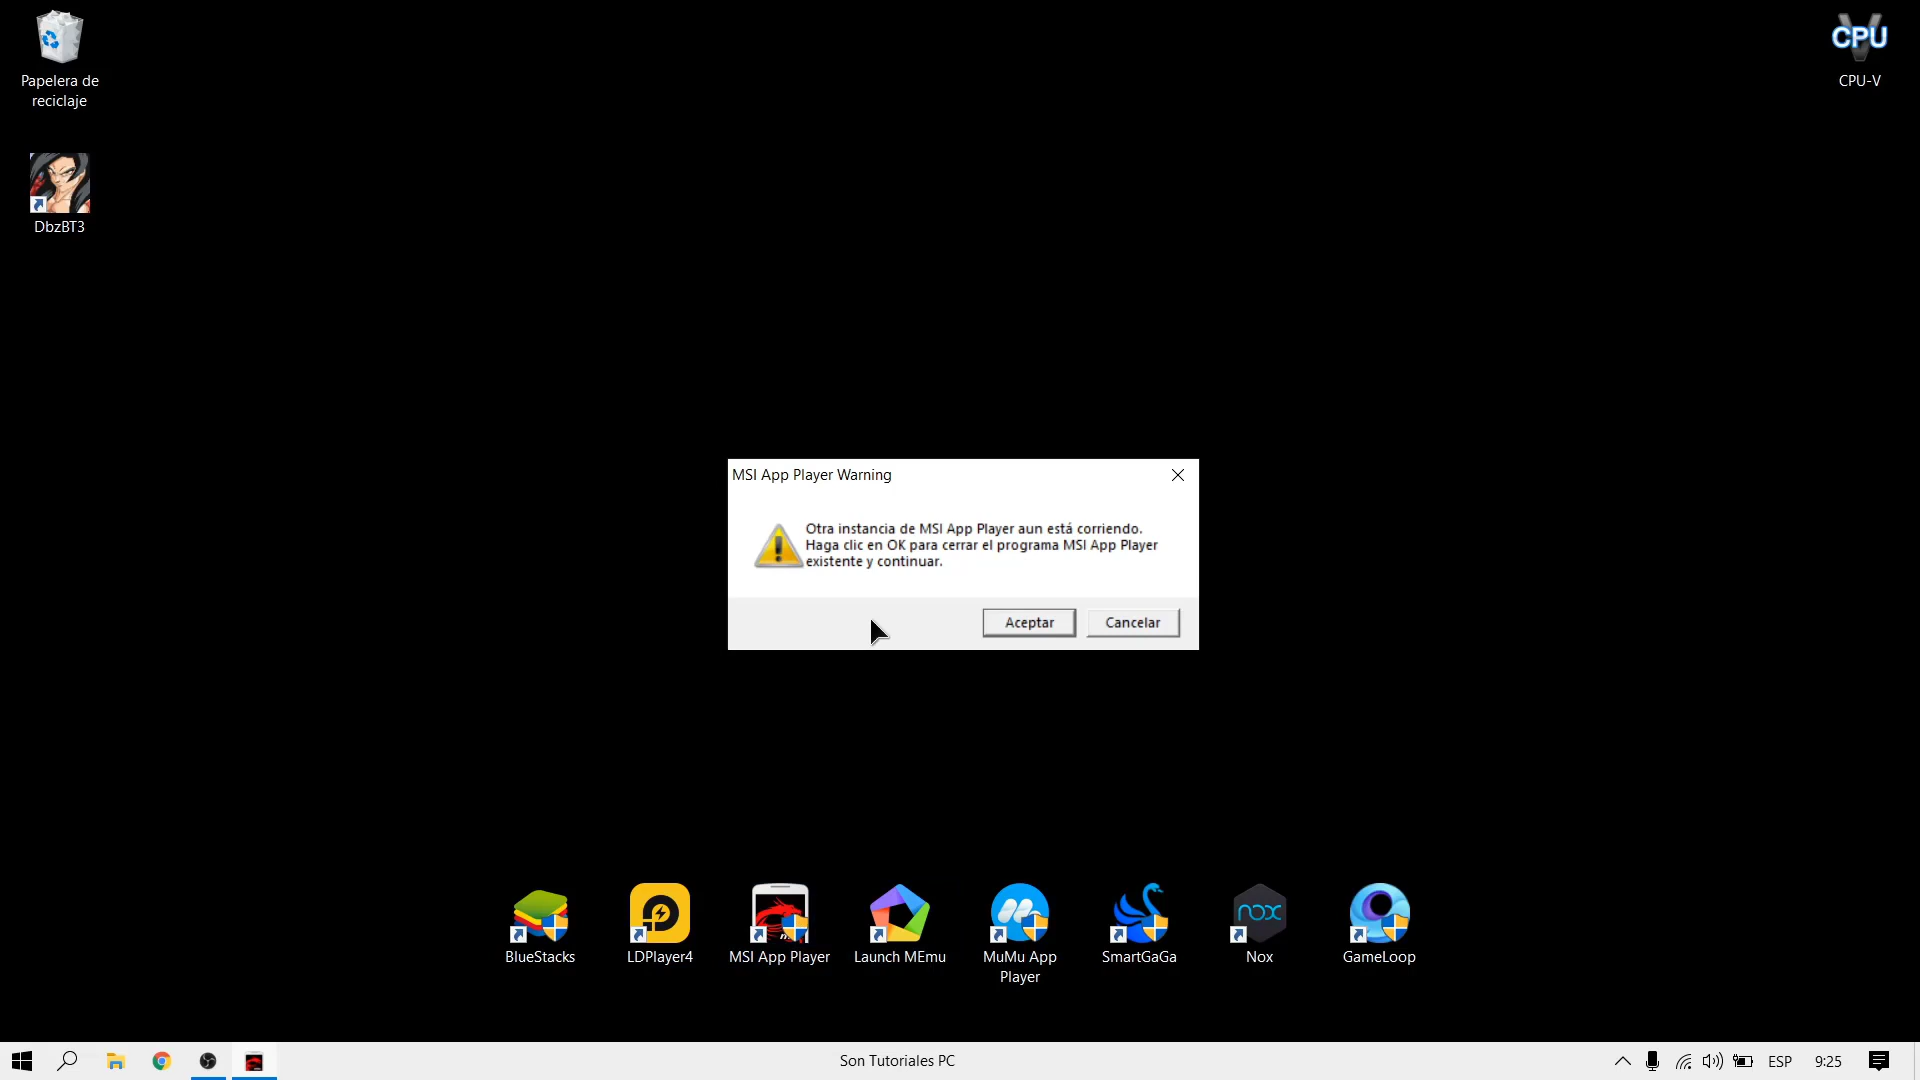 Papelera de
reciclaje
CPU
CPU-V
DbzBT3
MSI App Player Warning
Otra instancia de MSI App Player aun está corriendo.
Haga clic en OK para cerrar el programa MSI App Player
existente y continuar.
Aceptar
Cancelar
nox
BlueStacks
LDPlayer4
MSI App Player
Launch MEmu
MuMu App
Player
SmartGaGa
Nox
GameLoop
Son Tutoriales PC
ESP
9:25